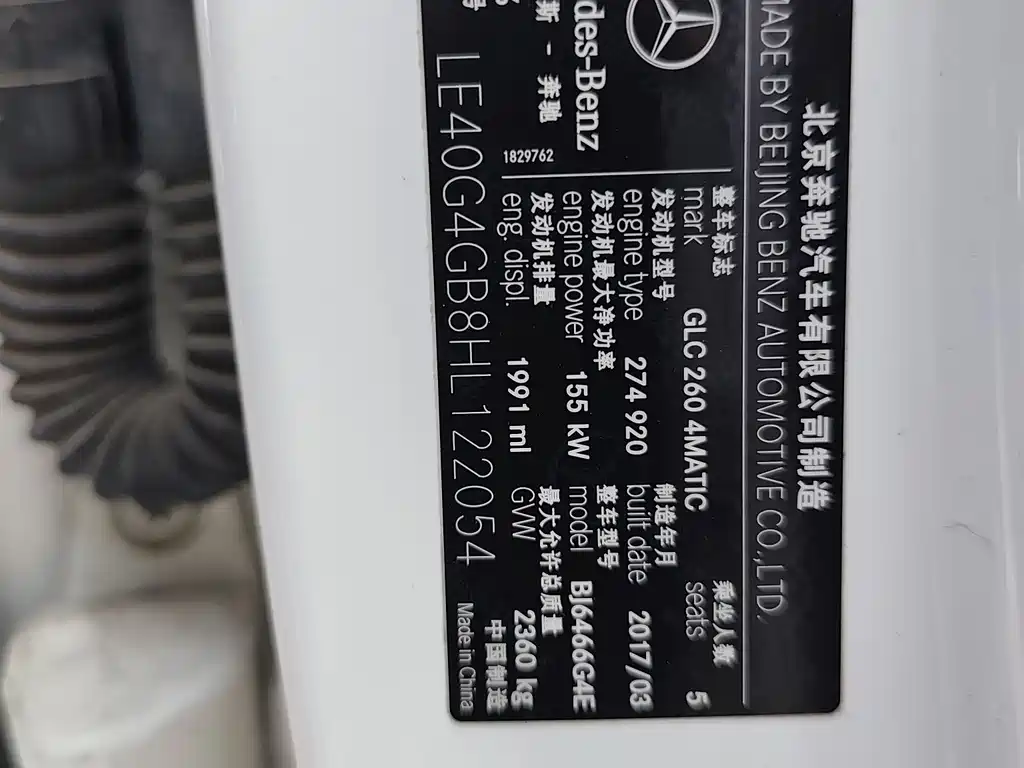 北京奔驰汽车有限公司制造
MADE BY BEIJING BENZ AUTOMOTIVE CO.,LTD.
des-Benz
斯 - 奔驰
1829762
整车标志 乘坐人数
mark GLC 260 4MATIC seats 5
发动机型号 制造年月
engine type 274 920 built date 2017/03
发动机最大净功率 整车型号
engine power 155 kW model BJ6466G4E
发动机排量 最大允许总质量
eng. displ. 1991 ml GVW 2360 kg
号 中国制造
LE40G4GB8HL122054 Made in China